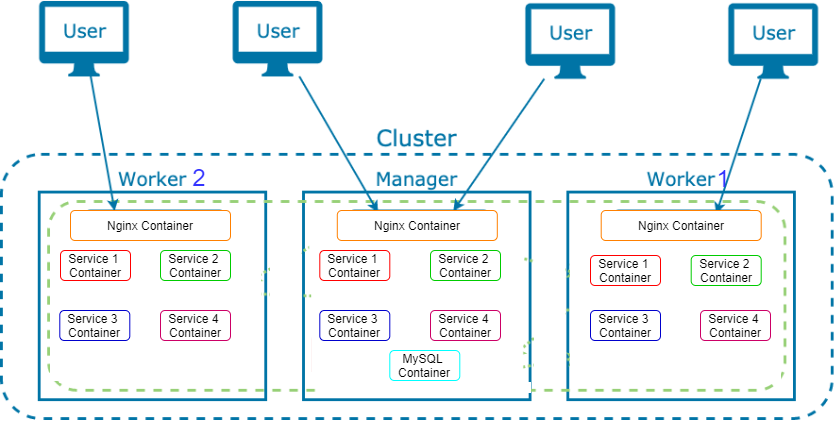 User
User
User
User
Cluster
Worker 2
Manager
Worker 1
Nginx Container
Nginx Container
Nginx Container
Service 1
Container
Service 2
Container
Service 1
Container
Service 2
Container
Service 1
Container
Service 2
Container
Service 3
Container
Service 4
Container
Service 3
Container
Service 4
Container
Service 3
Container
Service 4
Container
MySQL
Container